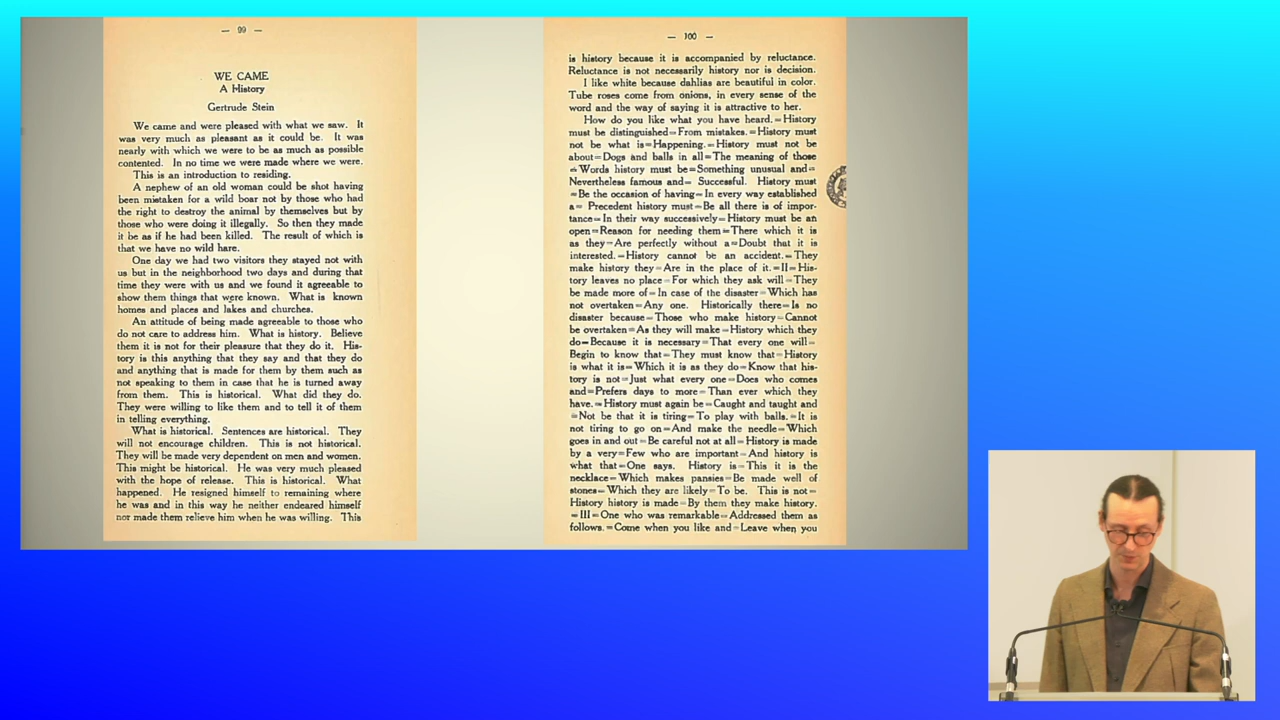 — 99 —
WE CAME
A History
Gertrude Stein
We came and were pleased with what we saw. It
was very much as pleasant as it could be. It was
nearly with which we were to be as much as possible
contented. In no time we were made where we were.
This is an introduction to residing.
A nephew of an old woman could be shot having
been mistaken for a wild boar not by those who had
the right to destroy the animal by themselves but by
those who were doing it illegally. So then they made
it be as if he had been killed. The result of which is
that we have no wild hare.
One day we had two visitors they stayed not with
us but in the neighborhood two days and during that
time they were with us and we found it agreeable to
show them things that were known. What is known
homes and places and lakes and churches.
An attitude of being made agreeable to those who
do not care to address him. What is history. Believe
them it is not for their pleasure that they do it. His-
tory is this anything that they say and that they do
and anything that is made for them by them such as
not speaking to them in case that he is turned away
from them. This is historical. What did they do.
They were willing to like them and to tell it of them
in telling everything.
What is historical. Sentences are historical. They
will not encourage children. This is not historical.
They will be made very dependent on men and women.
This might be historical. He was very much pleased
with the hope of release. This is historical. What
happened. He resigned himself to remaining where
he was and in this way he neither endeared himself
nor made them relieve him when he was willing. This
— 100 —
is history because it is accompanied by reluctance.
Reluctance is not necessarily history nor is decision.
I like white because dahlias are beautiful in color.
Tube roses come from onions, in every sense of the
word and the way of saying it is attractive to her.
How do you like what you have heard.=History
must be distinguished=From mistakes.=History must
not be what is=Happening.=History must not be
about=Dogs and balls in all=The meaning of those
=Words history must be=Something unusual and=
Nevertheless famous and= Successful. History must
=Be the occasion of having=In every way established
a= Precedent history must=Be all there is of impor-
tance=In their way successively=History must be an
open=Reason for needing them=There which it is
as they=Are perfectly without a=Doubt that it is
interested.=History cannot be an accident.=They
make history they=Are in the place of it.=II=His-
tory leaves no place=For which they ask will=They
be made more of=In case of the disaster=Which has
not overtaken=Any one. Historically there=Is no
disaster because=Those who make history=Cannot
be overtaken=As they will make=History which they
do=Because it is necessary=That every one will=
Begin to know that=They must know that=History
is what it is=Which it is as they do=Know that his-
tory is not=Just what every one=Does who comes
and=Prefers days to more=Than ever which they
have.=History must again be=Caught and taught and
=Not be that it is tiring=To play with balls.=It is
not tiring to go on=And make the needle=Which
goes in and out=Be careful not at all=History is made
by a very=Few who are important=And history is
what that=One says. History is=This it is the
necklace=Which makes pansies=Be made well of
stones=Which they are likely=To be. This is not=
History history is made=By them they make history.
=III=One who was remarkable=Addressed them as
follows.=Come when you like and=Leave when you